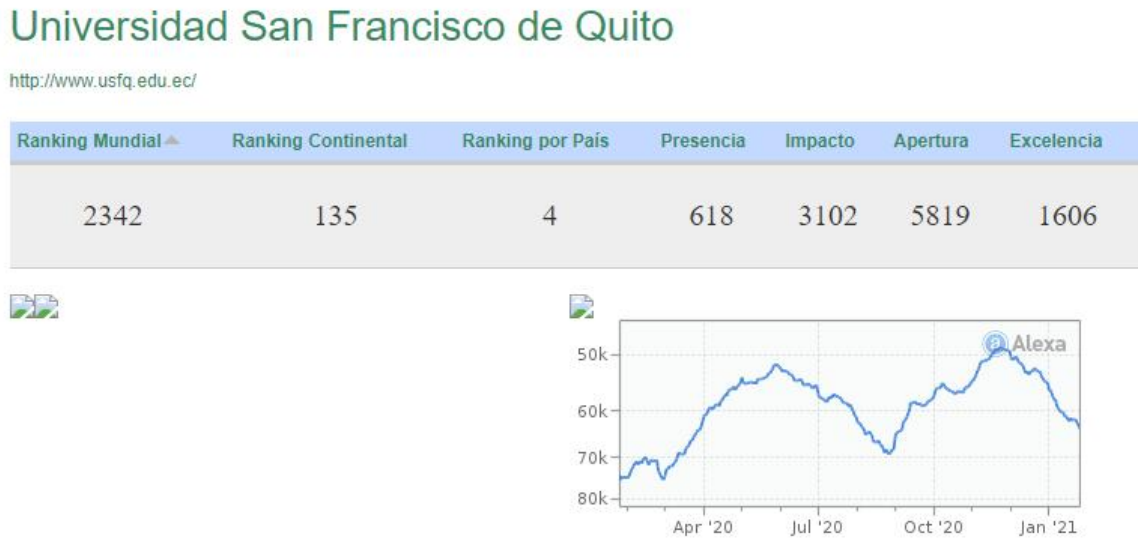 Universidad San Francisco de Quito
http://www.usfq.edu.ec/
Ranking Mundial Ranking Continental Ranking por País Presencia Impacto Apertura Excelencia
2342 135 4 618 3102 5819 1606
Alexa
50k
60k
70k
80k
Apr '20 Jul '20 Oct '20 Jan '21